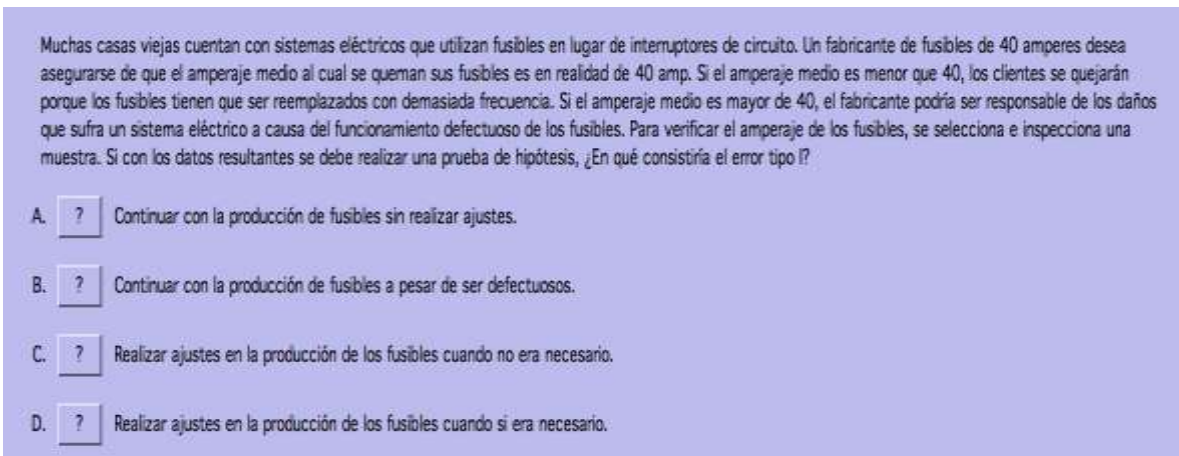 Muchas casas viejas cuentan con sistemas eléctricos que utilizan fusibles en lugar de interruptores de circuito. Un fabricante de fusibles de 40 amperes desea
asegurarse de que el amperaje medio al cual se queman sus fusibles es en realidad de 40 amp. Si el amperaje medio es menor que 40, los clientes se quejarán
porque los fusibles tienen que ser reemplazados con demasiada frecuencia. Si el amperaje medio es mayor de 40, el fabricante podría ser responsable de los daños
que sufra un sistema eléctrico a causa del funcionamiento defectuoso de los fusibles. Para verificar el amperaje de los fusibles, se selecciona e inspecciona una
muestra. Si con los datos resultantes se debe realizar una prueba de hipótesis, ¿En qué consistiría el error tipo I?
A. ? Continuar con la producción de fusibles sin realizar ajustes.
B. ? Continuar con la producción de fusibles a pesar de ser defectuosos.
C. ? Realizar ajustes en la producción de los fusibles cuando no era necesario.
D. ? Realizar ajustes en la producción de los fusibles cuando si era necesario.